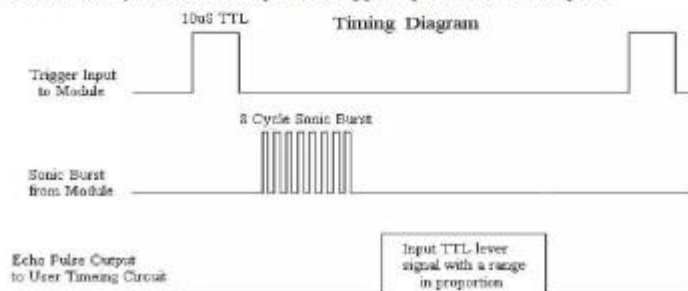 10uS TTL
Timing Diagram
Trigger Input
to Module
8 Cycle Sonic Burst
Sonic Burst
from Module
Echo Pulse Output
to User Timeing Circuit
Input TTL lever
signal with a range
in proportion